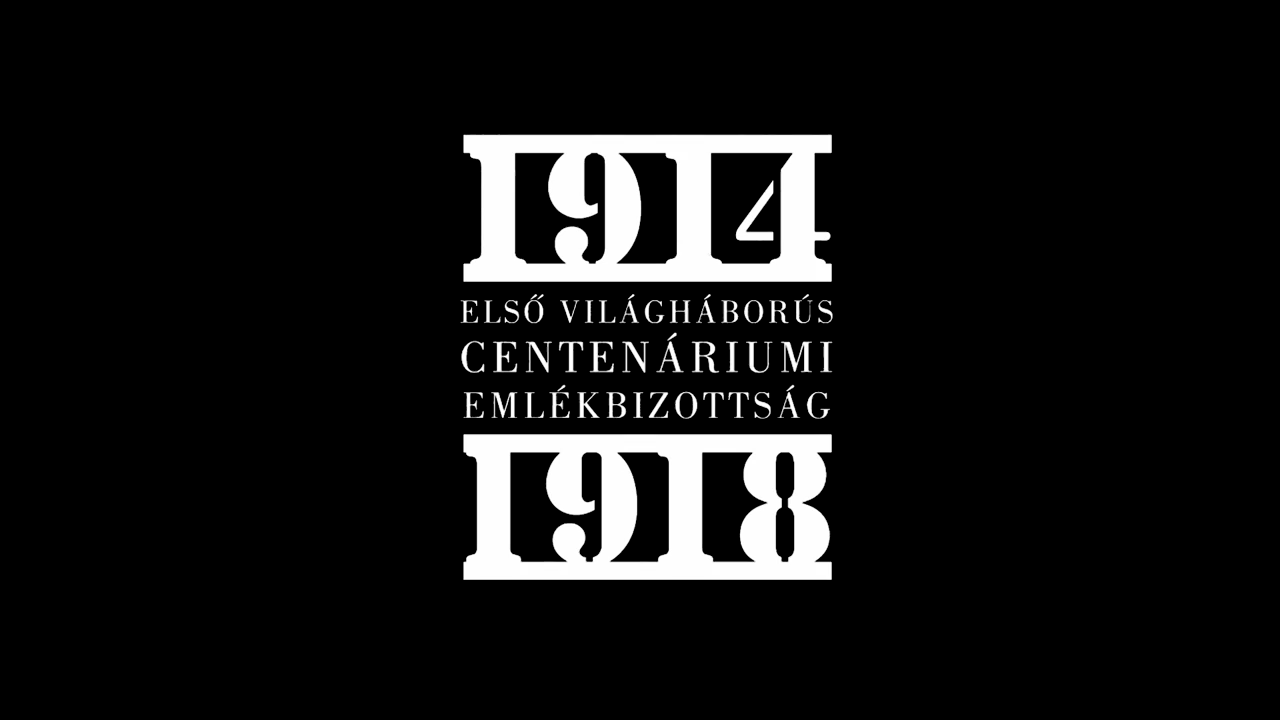 1914
ELSŐ VILÁGHÁBORÚS
CENTENÁRIUMI
EMLÉKBIZOTTSÁG
1918